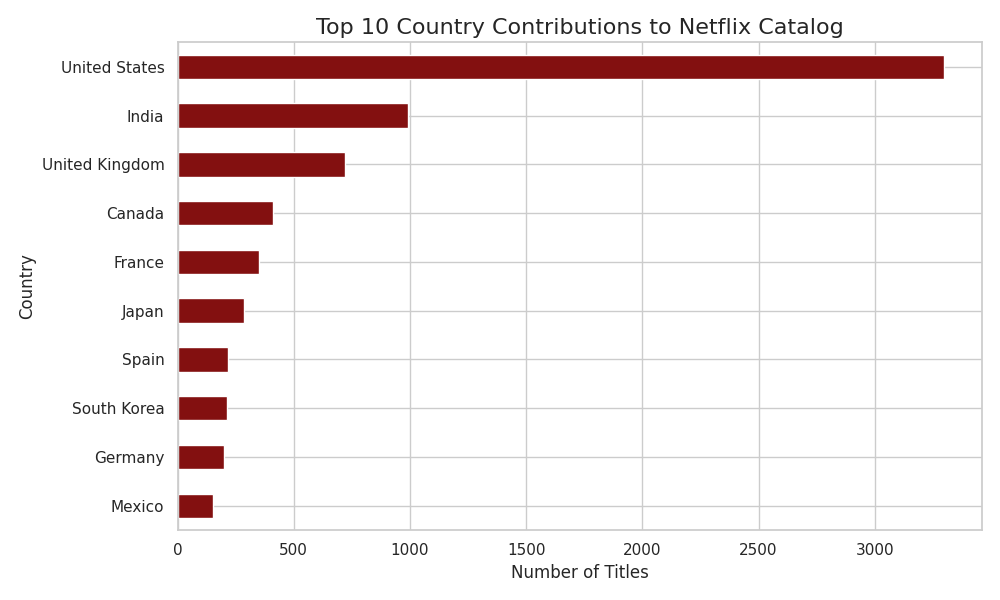 Top 10 Country Contributions to Netflix Catalog
United States
India
United Kingdom
Canada
France
Japan
Spain
South Korea
Germany
Mexico
Country
0 500 1000 1500 2000 2500 3000
Number of Titles